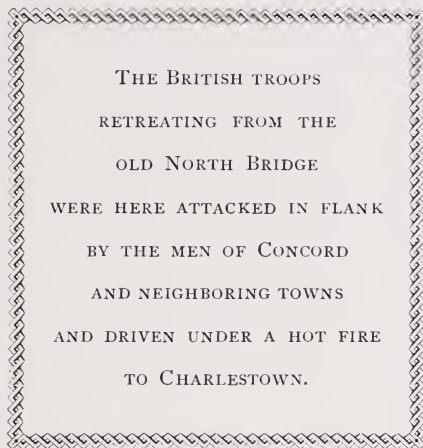 The British troops
retreating from the
old North Bridge
were here attacked in flank
by the men of Concord
and neighboring towns
and driven under a hot fire
to Charlestown.